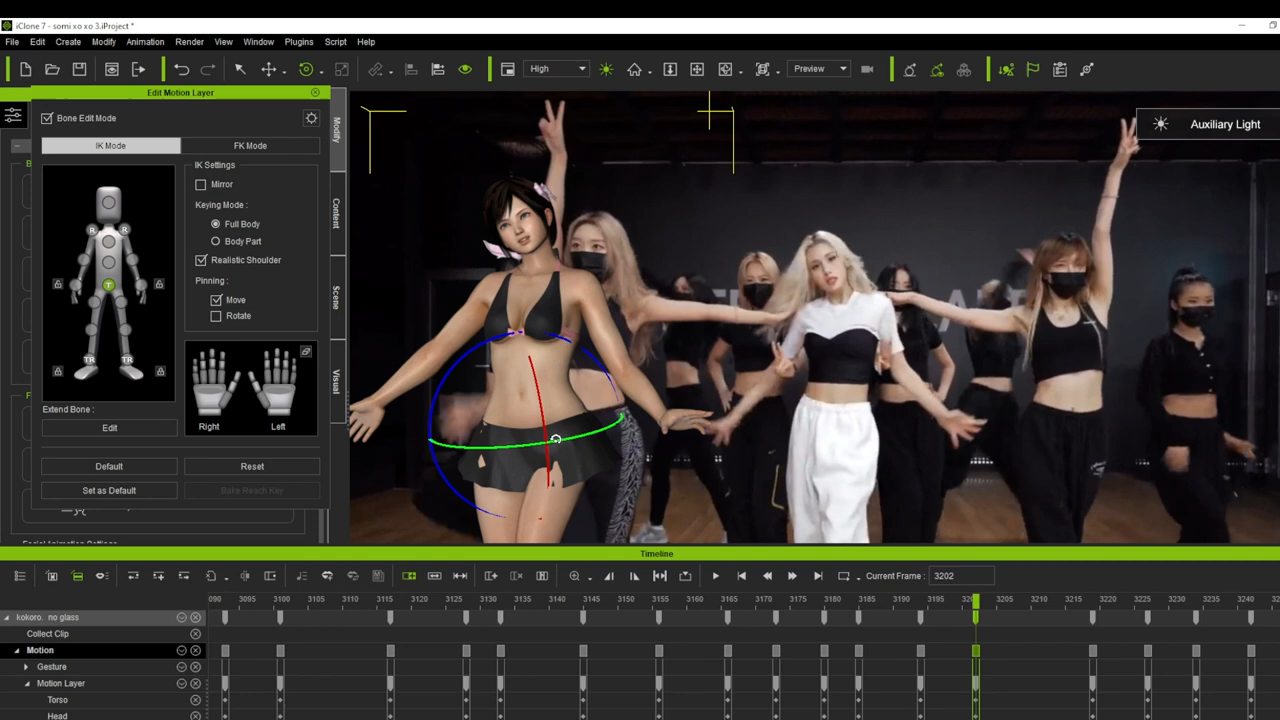 iClone 7 - somi xo xo 3.iProject *
File Edit Create Modify Animation Render View Window Plugins Script Help
High
Preview
Edit Motion Layer
Bone Edit Mode
IK Mode FK Mode
IK Settings
Mirror
Keying Mode :
Full Body
Body Part
Realistic Shoulder
Pinning :
Move
Rotate
R R
T
TR TR
Right Left
Extend Bone :
Edit
Default Reset
Set as Default Bake Reach Key
Modify
Content
Scene
Visual
Auxiliary Light
Timeline
Current Frame : 3202
090 3095 3100 3115 3120 3125 3130 3135 3140 3145 3150 3155 3160 3165 3170 3175 3180 3185 3190 3195 3205 3210 3215 3220 3225 3230 3235 3240
kokoro. no glass
Collect Clip
Motion
Gesture
Motion Layer
Torso
Head